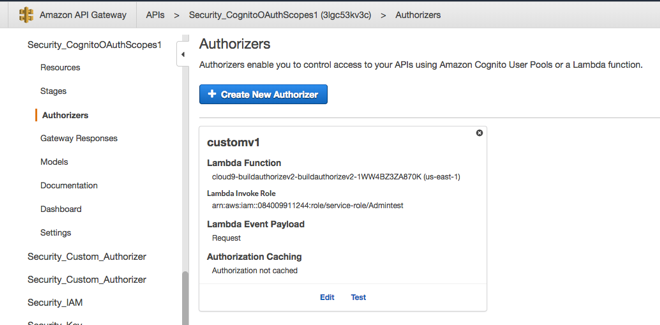 Amazon API Gateway APIs > Security_CognitoOAuthScopes1 (3lgc53kv3c) > Authorizers
Security_CognitoOAuthScopes1
Resources
Stages
Authorizers
Gateway Responses
Models
Documentation
Dashboard
Settings
Security_Custom_Authorizer
Security_Custom_Authorizer
Security_IAM
Security_Key
Authorizers
Authorizers enable you to control access to your APIs using Amazon Cognito User Pools or a Lambda function.
+ Create New Authorizer
customv1
Lambda Function
cloud9-buildauthorizev2-buildauthorizev2-1WW4BZ3ZA870K (us-east-1)
Lambda Invoke Role
arn:aws:iam::084009911244:role/service-role/Admintest
Lambda Event Payload
Request
Authorization Caching
Authorization not cached
Edit Test